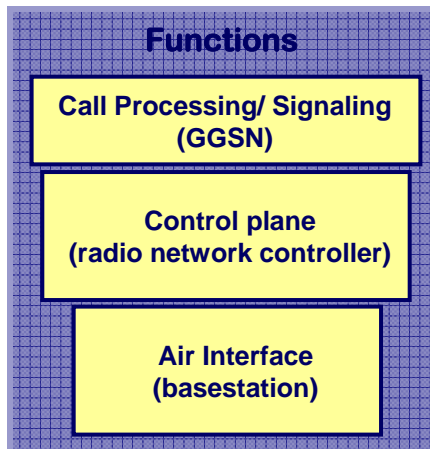 Functions
Call Processing/ Signaling
(GGSN)
Control plane
(radio network controller)
Air Interface
(basestation)